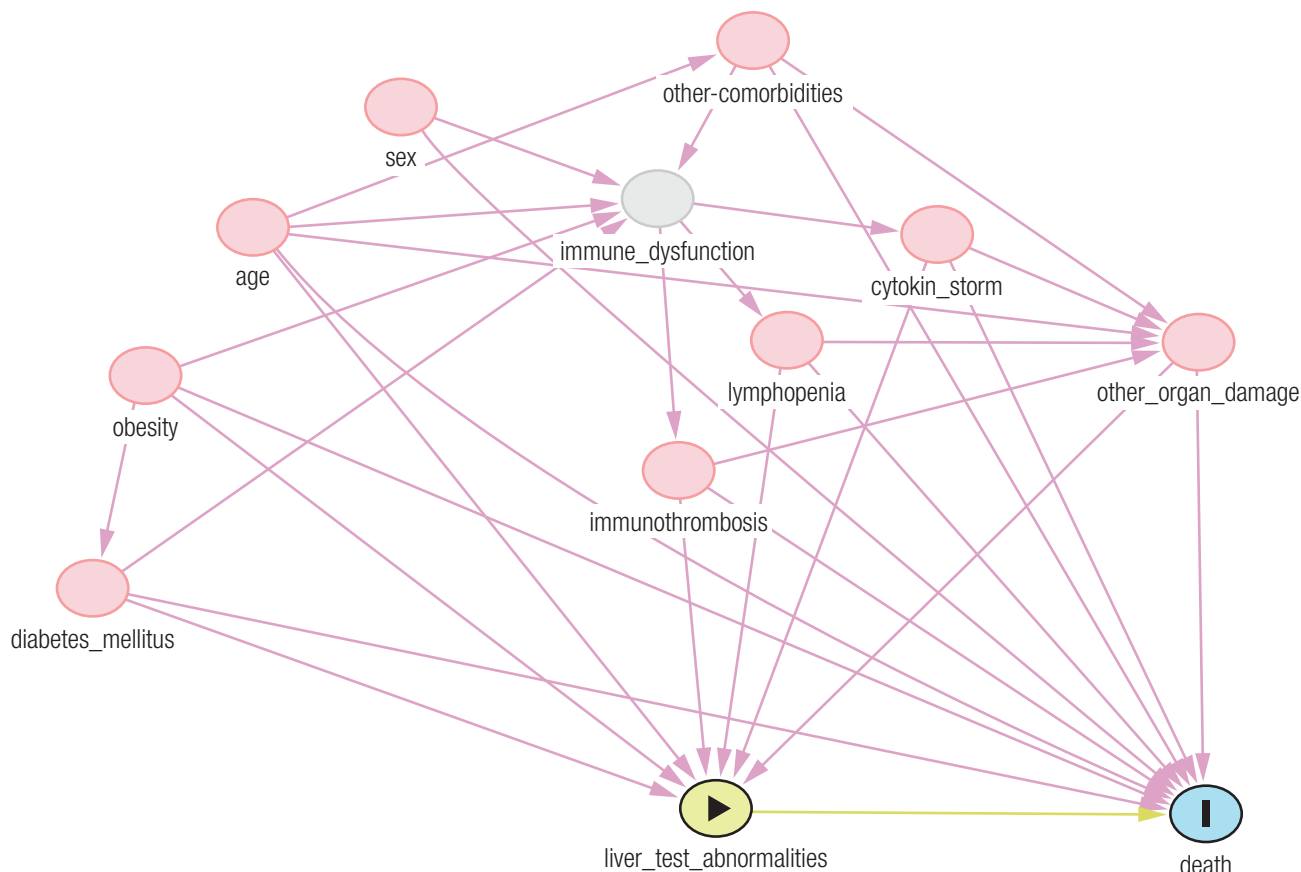 other-comorbidities
sex
immune_dysfunction
age
cytokin_storm
lymphopenia
other_organ_damage
obesity
immunothrombosis
diabetes_mellitus
liver_test_abnormalities
death